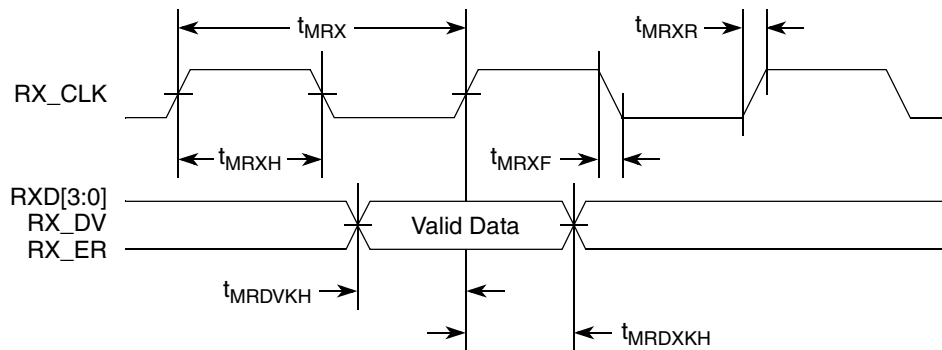 tMRX
tMRXR
RX_CLK
tMRXH
tMRXF
RXD[3:0]
RX_DV
Valid Data
RX_ER
tMRDVKH
tMRDXKH